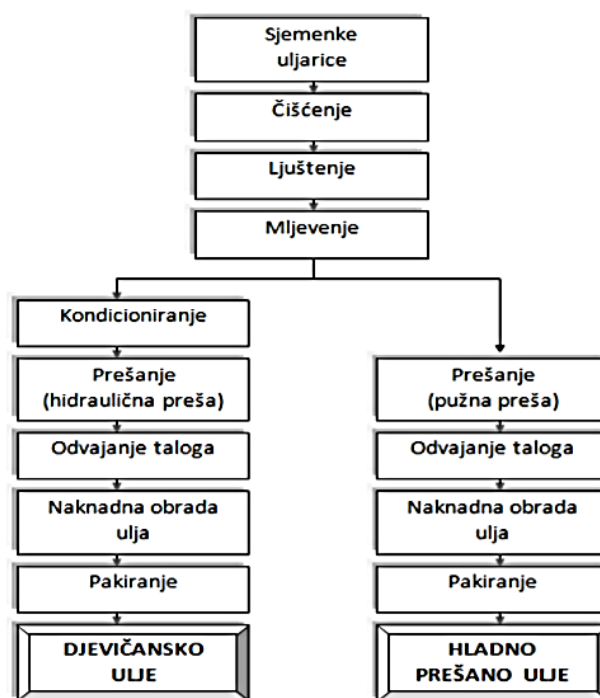 Sjemenke
uljarice
Čišćenje
Ljuštenje
Mljevenje
Kondicioniranje
Prešanje
(hidraulična preša)
Odvajanje taloga
Naknadna obrada
ulja
Pakiranje
DJEVIČANSKO
ULJE
Prešanje
(pužna preša)
Odvajanje taloga
Naknadna obrada
ulja
Pakiranje
HLADNO
PREŠANO ULJE